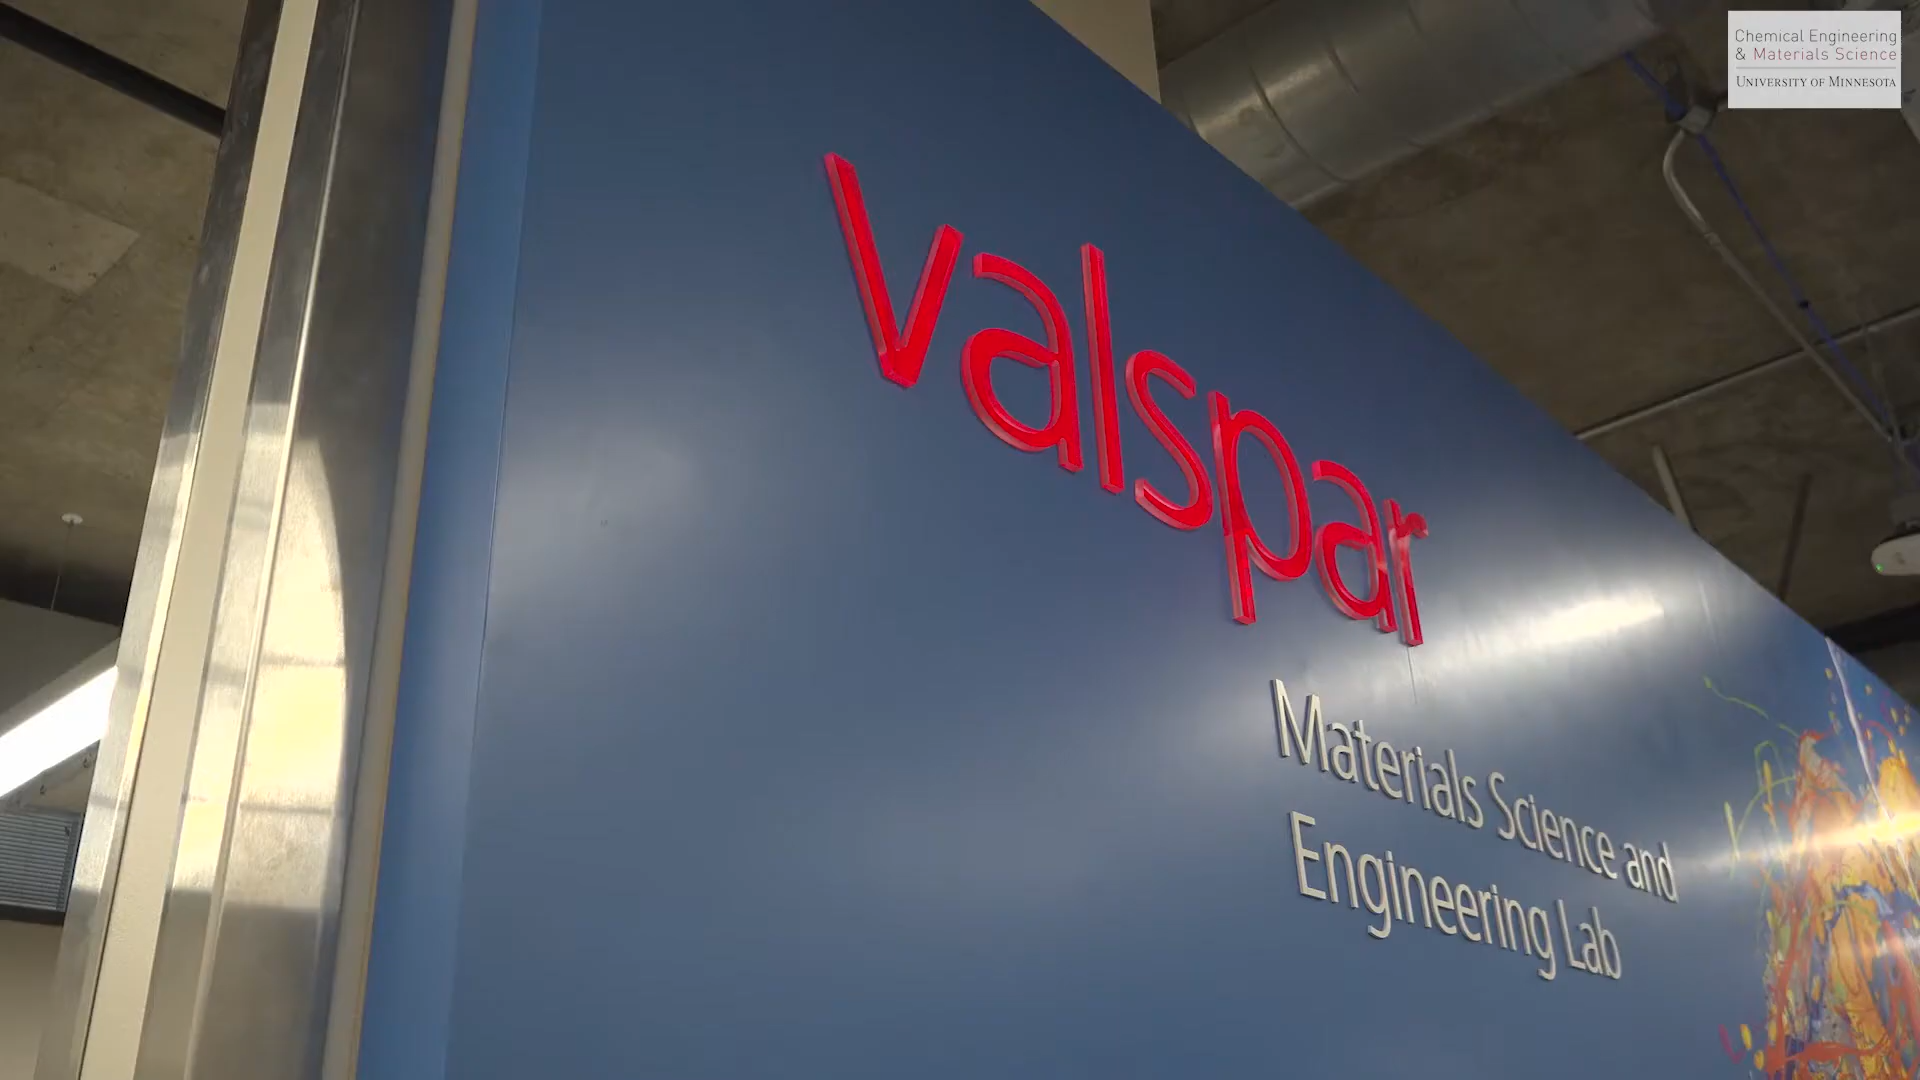 Chemical Engineering
& Materials Science
UNIVERSITY OF MINNESOTA
valspar
Materials Science and
Engineering Lab